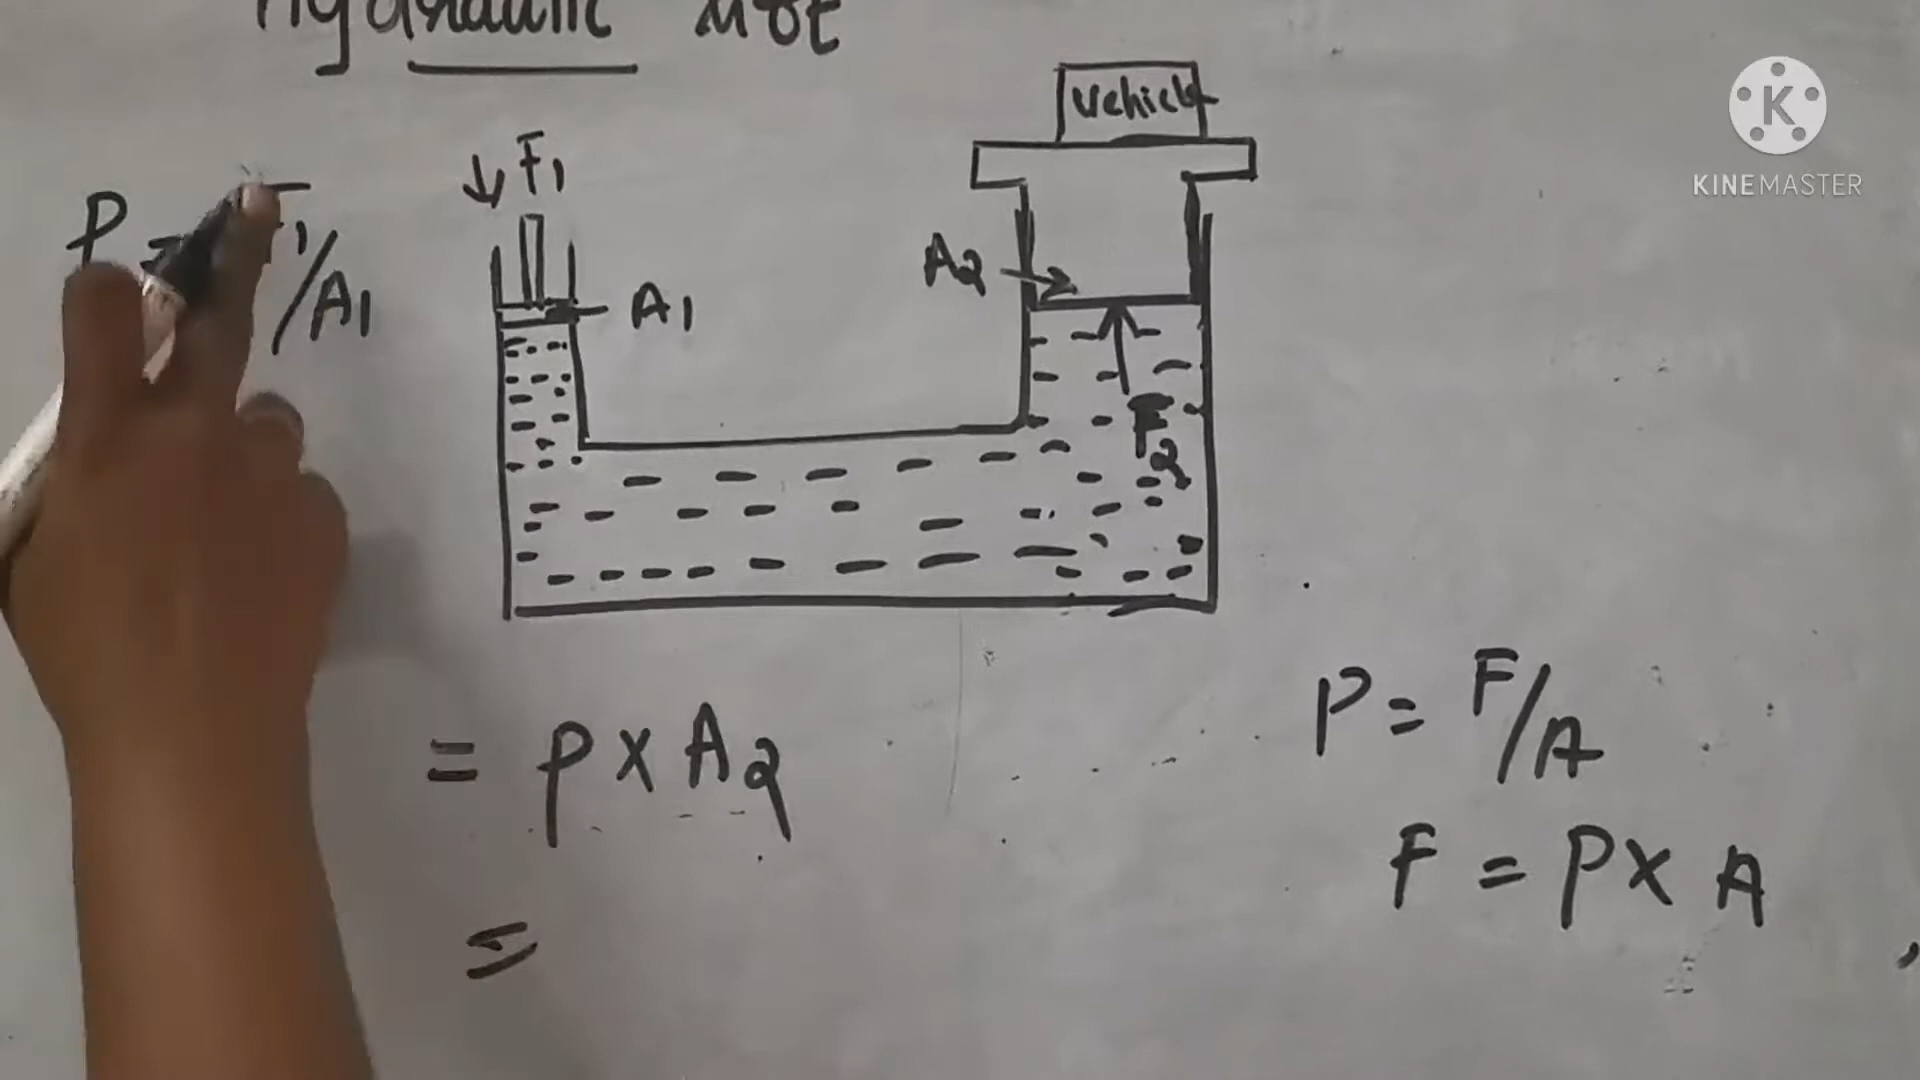 Hydraulic lift
Vehicle
K
KINEMASTER
F1
P = F1/A1
A2
A1
F2
P = F/A
= P x A2
F = P x A
=